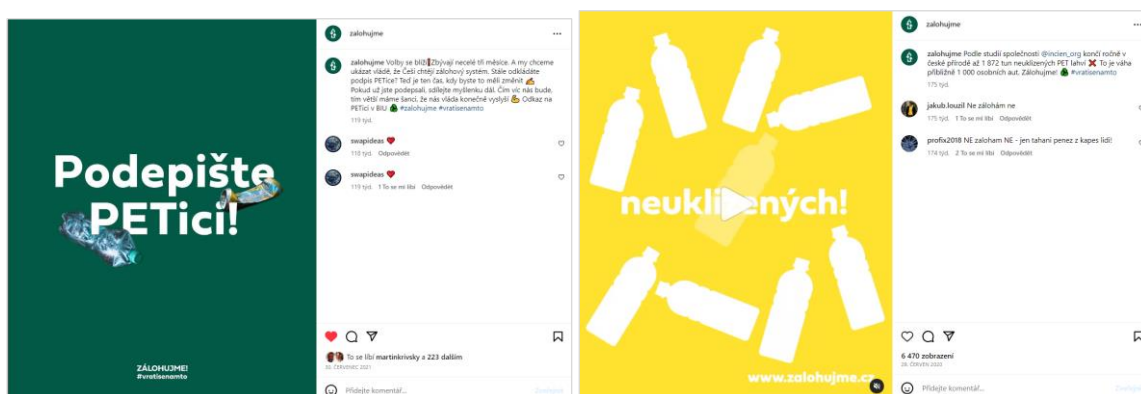 Podepište
PETici!
ZÁLOHUJME!
#vratisenamto
zalohujme
zalohujme Volby se blíží! Zbývají necelé tři měsíce. A my chceme
ukázat vládě, že Češi chtějí zálohový systém. Stále odkládáte
podpis PETice? Teď je ten čas, kdy byste to měli změnit ✍
Pokud už jste podepsali, sdílejte myšlenku dál. Čím víc nás bude,
tím větší máme šanci, že nás vláda konečně vyslyší 💪 Odkaz na
PETici v BIU #zalohujme #vratisenamto
119 týd.
swapideas ❤
118 týd. Odpovědět
swapideas ❤
119 týd. 1 To se mi líbí Odpovědět
To se líbí martinkrivsky a 223 dalším
ČERVENEC 2021
Přidejte komentář...
neuklizených!
www.zalohujme.cz
zalohujme
zalohujme Podle studií společnosti @incien_org končí ročně v
české přírodě až 1 872 tun neuklizených PET lahví ❌ To je váha
přibližně 1 000 osobních aut. Zálohujme! #vratisenamto
175 týd.
jakub.louzil Ne zálohám ne
175 týd. 1 To se mi líbí Odpovědět
profix2018 NE zaloham NE - jen tahani penez z kapes lidi!
174 týd. 2 To se mi líbí Odpovědět
6 470 zobrazení
ČERVEN 2020
Přidejte komentář...